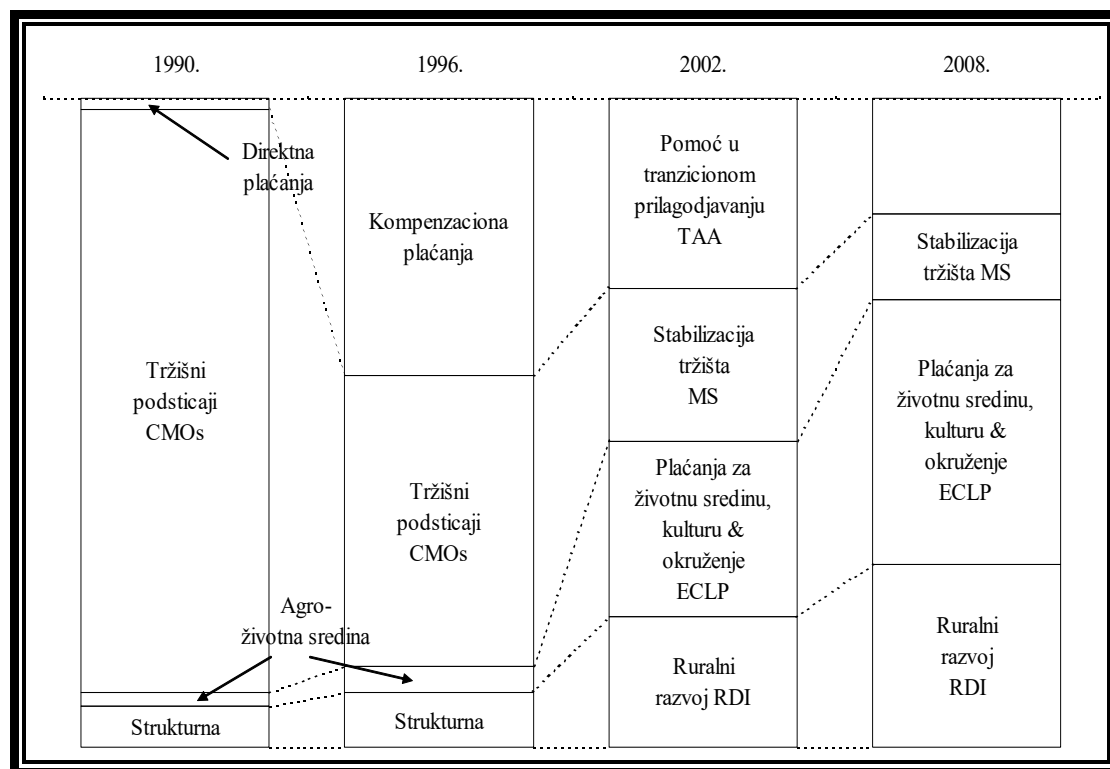 1990.
1996.
2002.
2008.
Direktna
plaćanja
Tržišni
podsticaji
CMOs
Agro-
životna sredina
Strukturna
Kompenzaciona
plaćanja
Tržišni
podsticaji
CMOs
Strukturna
Pomoć u
tranzicionom
prilagodjavanju
TAA
Stabilizacija
tržišta
MS
Plaćanja za
životnu sredinu,
kulturu &
okruženje
ECLP
Ruralni
razvoj RDI
Stabilizacija
tržišta MS
Plaćanja za
životnu sredinu,
kulturu &
okruženje
ECLP
Ruralni
razvoj
RDI